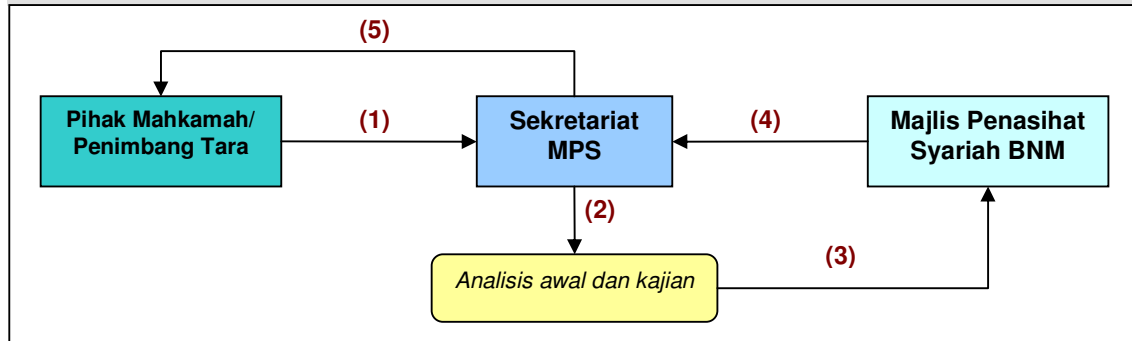 (5)
Pihak Mahkamah/
Penimbang Tara
(1)
Sekretariat
MPS
(4)
Majlis Penasihat
Syariah BNM
(2)
Analisis awal dan kajian
(3)